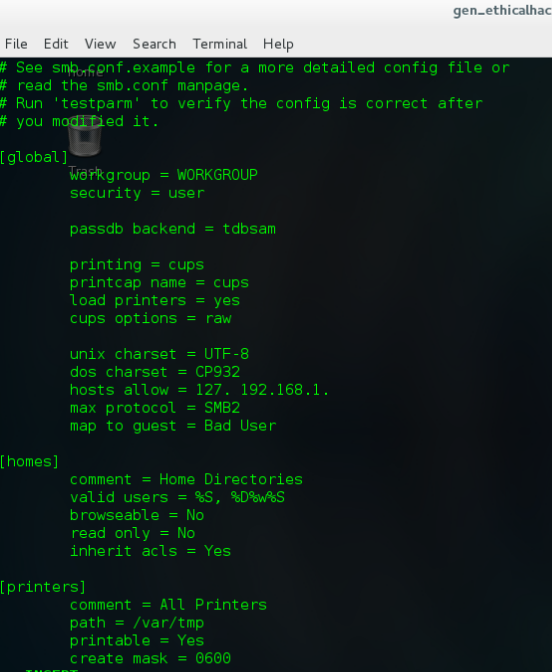 gen_ethicalhac
File Edit View Search Terminal Help
# See smb.conf.example for a more detailed config file or
# read the smb.conf manpage.
# Run 'testparm' to verify the config is correct after
# you modified it.
Home
[global]
Trash
workgroup = WORKGROUP
security = user
passdb backend = tdbsam
printing = cups
printcap name = cups
load printers = yes
cups options = raw
unix charset = UTF-8
dos charset = CP932
hosts allow = 127. 192.168.1.
max protocol = SMB2
map to guest = Bad User
[homes]
comment = Home Directories
valid users = %S, %D%w%S
browseable = No
read only = No
inherit acls = Yes
[printers]
comment = All Printers
path = /var/tmp
printable = Yes
create mask = 0600